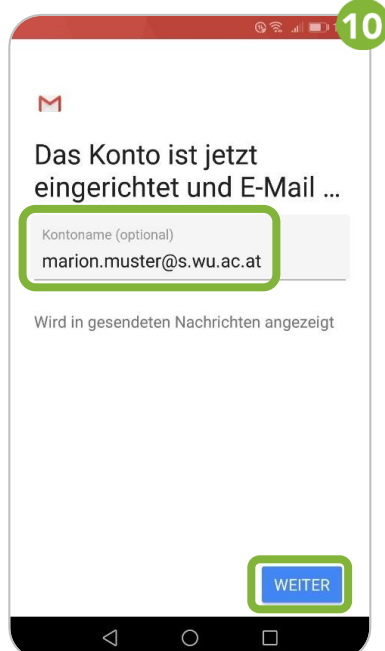 10
Das Konto ist jetzt
eingerichtet und E-Mail ...
Kontoname (optional)
marion.muster@s.wu.ac.at
Wird in gesendeten Nachrichten angezeigt
WEITER